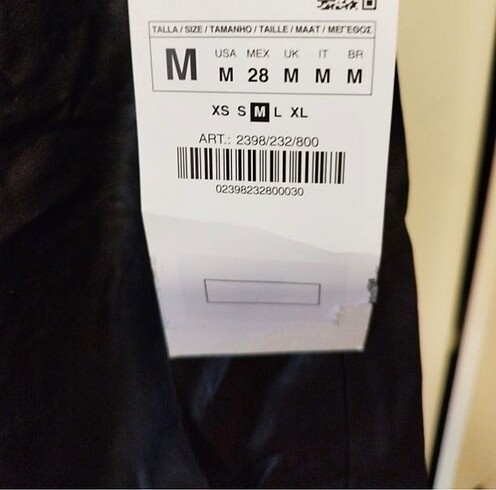 TALLA / SIZE / TAMANHO / TAILLE / MAAT / ΜΕΓΕΘΟΣ
M
USA MEX UK IT BR
M 28 M M M
XS S M L XL
ART.: 2398/232/800
02398232800030